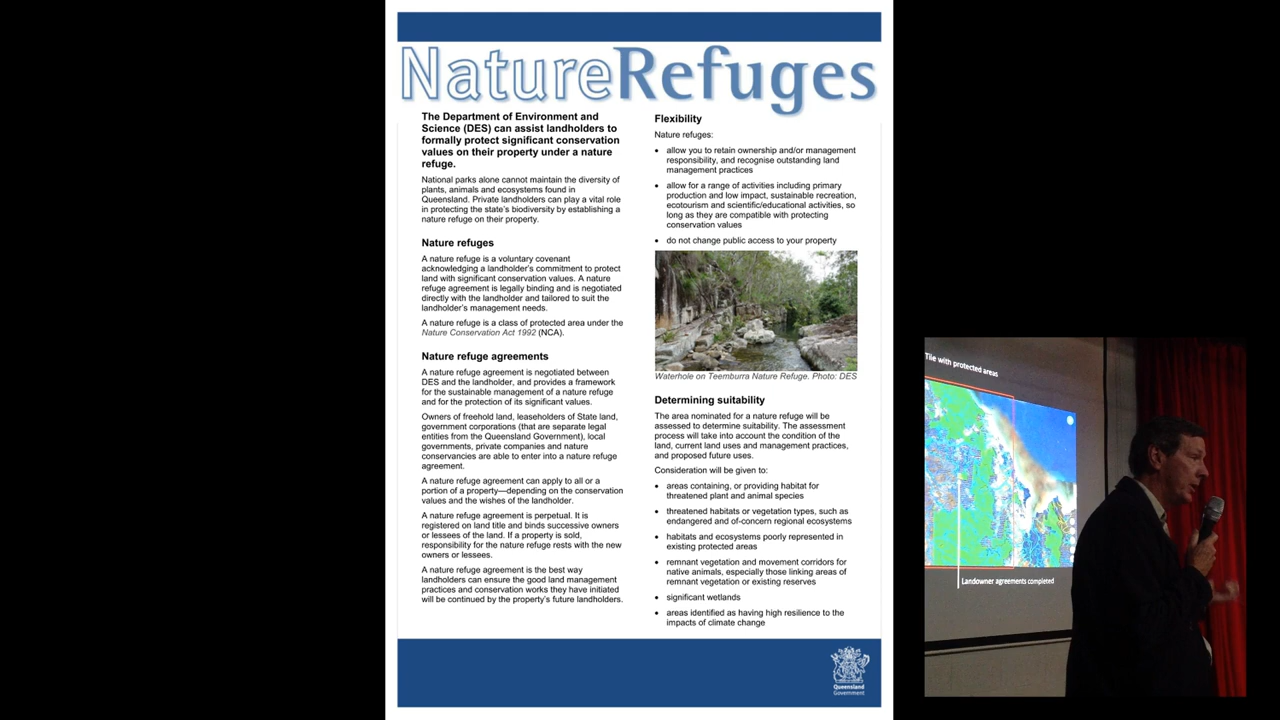 NatureRefuges
The Department of Environment and
Science (DES) can assist landholders to
formally protect significant conservation
values on their property under a nature
refuge.
National parks alone cannot maintain the diversity of
plants, animals and ecosystems found in
Queensland. Private landholders can play a vital role
in protecting the state's biodiversity by establishing a
nature refuge on their property.
Nature refuges
A nature refuge is a voluntary covenant
acknowledging a landholder's commitment to protect
land with significant conservation values. A nature
refuge agreement is legally binding and is negotiated
directly with the landholder and tailored to suit the
landholder's management needs.
A nature refuge is a class of protected area under the
Nature Conservation Act 1992 (NCA).
Nature refuge agreements
A nature refuge agreement is negotiated between
DES and the landholder, and provides a framework
for the sustainable management of a nature refuge
and for the protection of its significant values.
Owners of freehold land, leaseholders of State land,
government corporations (that are separate legal
entities from the Queensland Government), local
governments, private companies and nature
conservancies are able to enter into a nature refuge
agreement.
A nature refuge agreement can apply to all or a
portion of a property—depending on the conservation
values and the wishes of the landholder.
A nature refuge agreement is perpetual. It is
registered on land title and binds successive owners
or lessees of the land. If a property is sold,
responsibility for the nature refuge rests with the new
owners or lessees.
A nature refuge agreement is the best way
landholders can ensure the good land management
practices and conservation works they have initiated
will be continued by the property's future landholders.
Flexibility
Nature refuges:
• allow you to retain ownership and/or management
responsibility, and recognise outstanding land
management practices
• allow for a range of activities including primary
production and low impact, sustainable recreation,
ecotourism and scientific/educational activities, so
long as they are compatible with protecting
conservation values
• do not change public access to your property
Waterhole on Teemburra Nature Refuge. Photo: DES
Determining suitability
The area nominated for a nature refuge will be
assessed to determine suitability. The assessment
process will take into account the condition of the
land, current land uses and management practices,
and proposed future uses.
Consideration will be given to:
• areas containing, or providing habitat for
threatened plant and animal species
• threatened habitats or vegetation types, such as
endangered and of-concern regional ecosystems
• habitats and ecosystems poorly represented in
existing protected areas
• remnant vegetation and movement corridors for
native animals, especially those linking areas of
remnant vegetation or existing reserves
• significant wetlands
• areas identified as having high resilience to the
impacts of climate change
Queensland
Government
Tile with protected areas
Landowner agreements completed